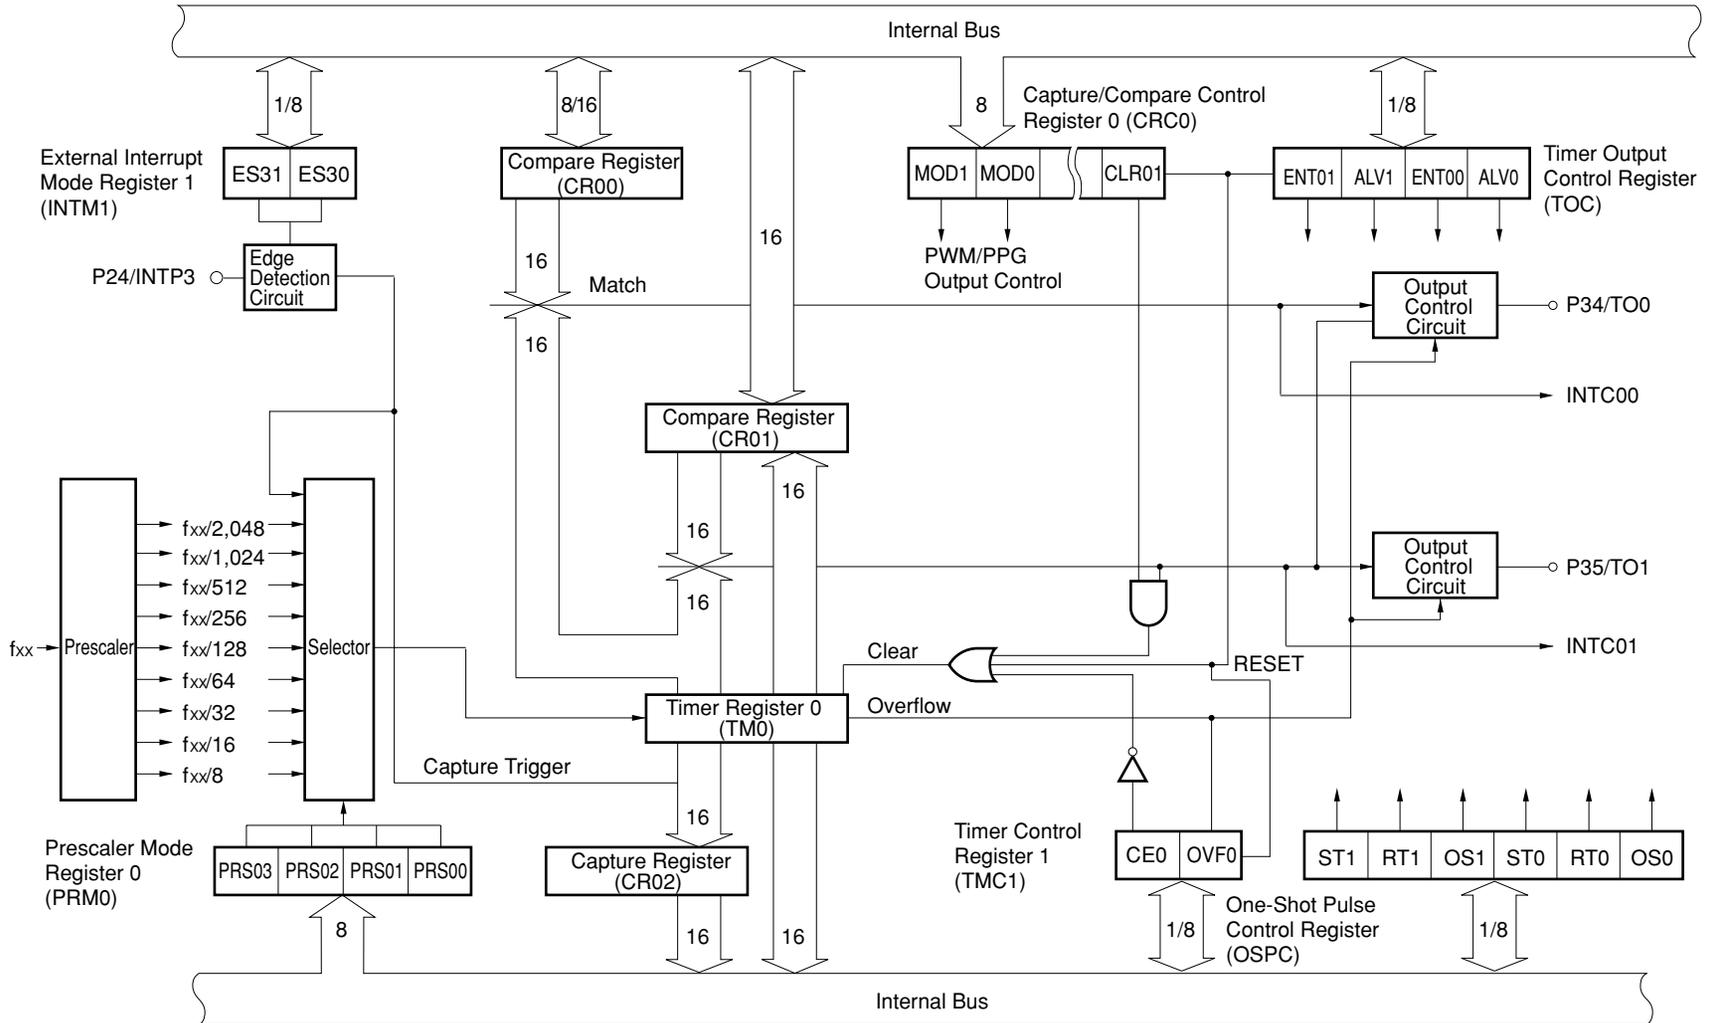 Internal Bus
1/8
8/16
8
1/8
Capture/Compare Control
Register 0 (CRC0)
External Interrupt
Mode Register 1
(INTM1)
ES31 ES30
Compare Register
(CR00)
MOD1 MOD0 CLR01
ENT01 ALV1 ENT00 ALV0
Timer Output
Control Register
(TOC)
16
PWM/PPG
Output Control
P24/INTP3
Edge
Detection
Circuit
16
Match
16
Output
Control
Circuit
P34/TO0
INTC00
Compare Register
(CR01)
16
16
16
Output
Control
Circuit
P35/TO1
INTC01
fxx
Prescaler
fxx/2,048
fxx/1,024
fxx/512
fxx/256
fxx/128
fxx/64
fxx/32
fxx/16
fxx/8
Selector
Clear
RESET
Timer Register 0
(TM0)
Overflow
Capture Trigger
16
Prescaler Mode
Register 0
(PRM0)
PRS03 PRS02 PRS01 PRS00
Capture Register
(CR02)
Timer Control
Register 1
(TMC1)
CE0 OVF0
ST1 RT1 OS1 ST0 RT0 OS0
One-Shot Pulse
Control Register
(OSPC)
8
16
16
1/8
1/8
Internal Bus